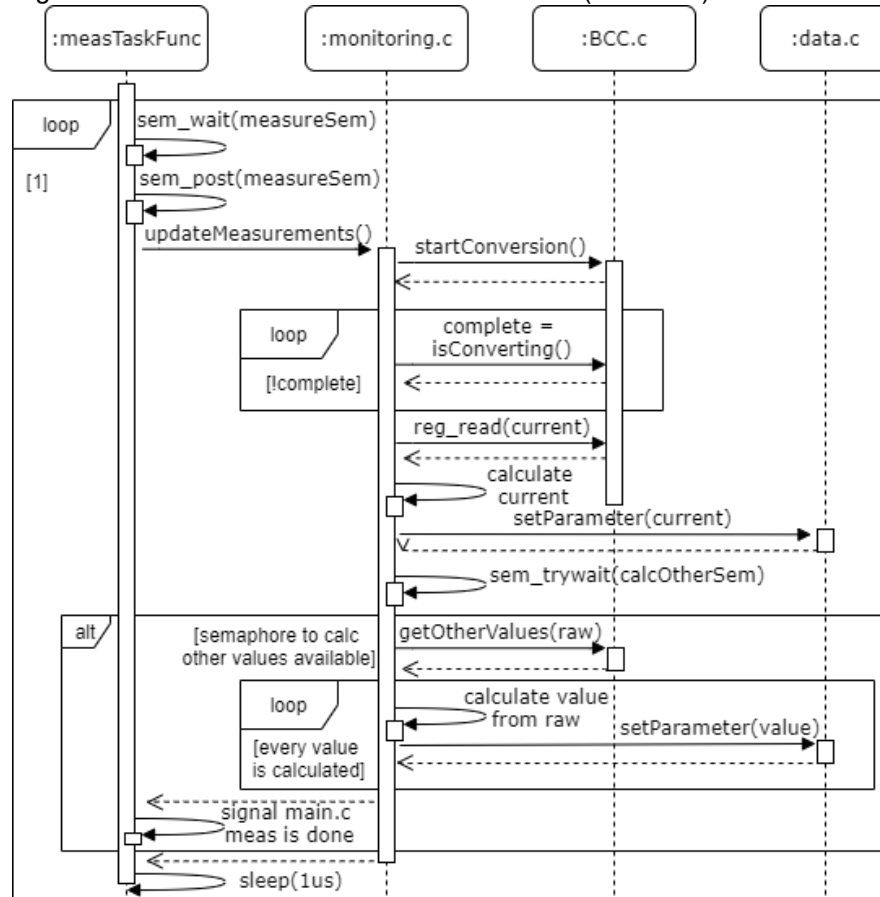 :measTaskFunc
:monitoring.c
:BCC.c
:data.c
loop
sem_wait(measureSem)
[1]
sem_post(measureSem)
updateMeasurements()
startConversion()
loop
complete =
isConverting()
[!complete]
reg_read(current)
calculate
current
setParameter(current)
sem_trywait(calcOtherSem)
alt
[semaphore to calc
other values available]
getOtherValues(raw)
loop
calculate value
from raw
[every value
is calculated]
setParameter(value)
signal main.c
meas is done
sleep(1us)